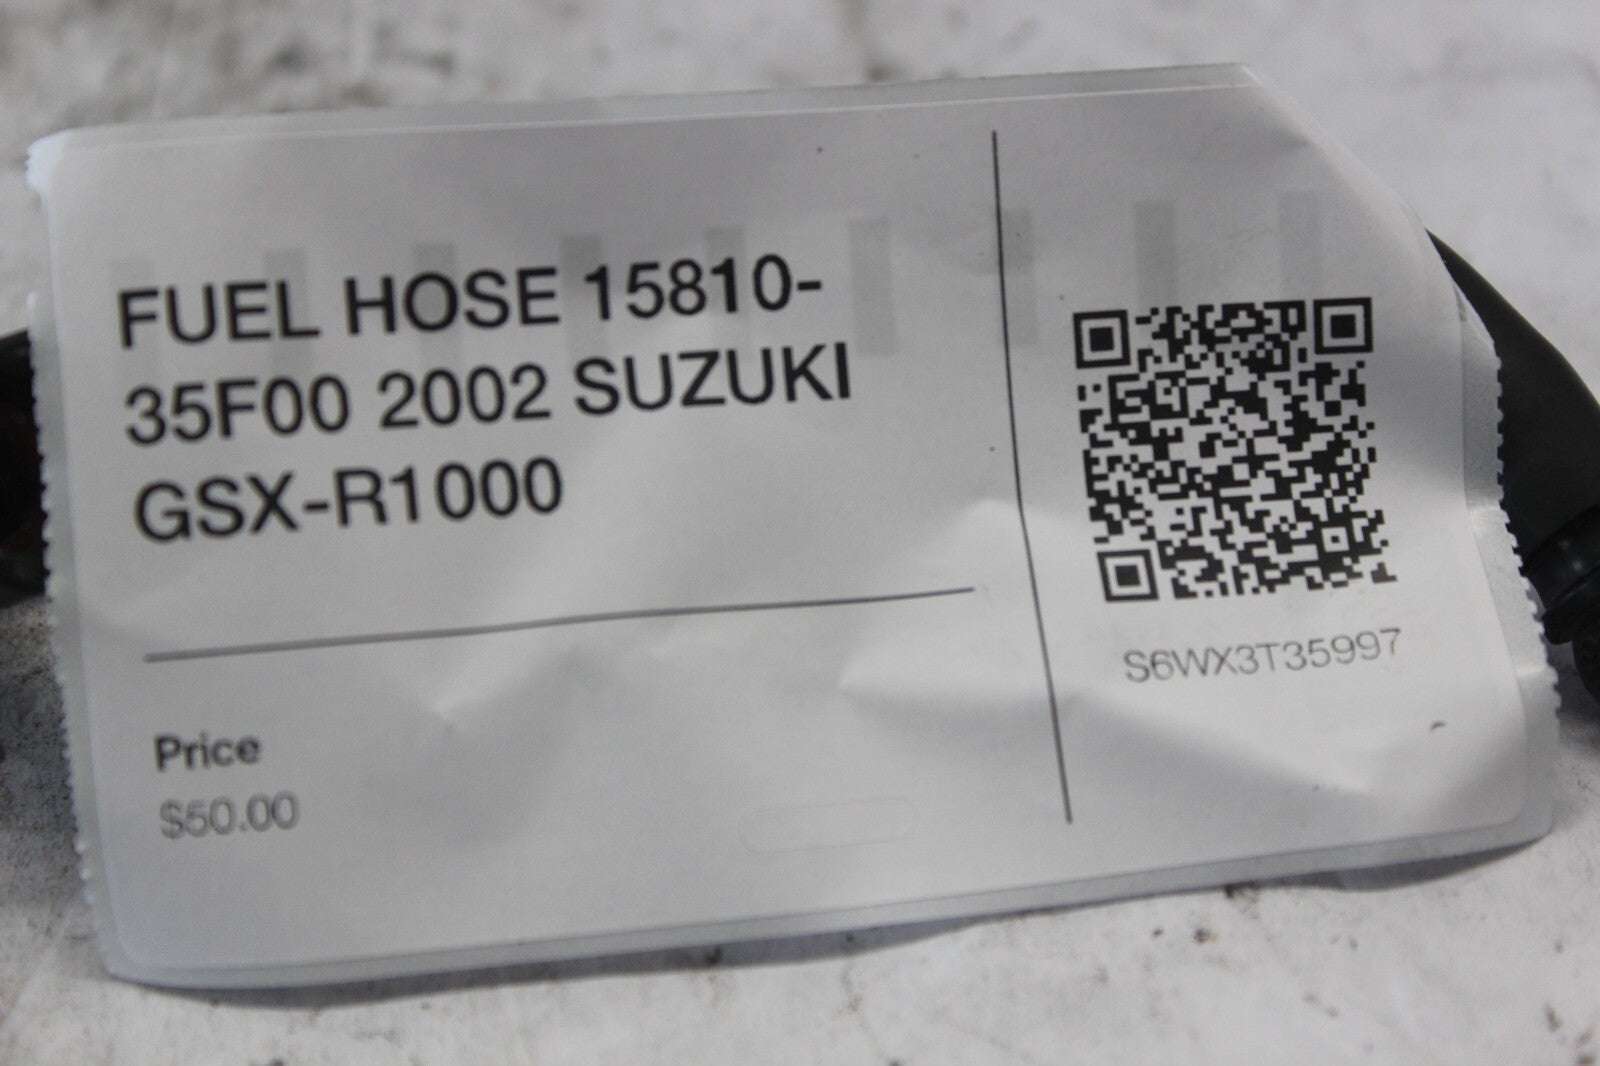 FUEL HOSE 15810-
35F00 2002 SUZUKI
GSX-R1000
Price
$50.00
S6WX3T35997